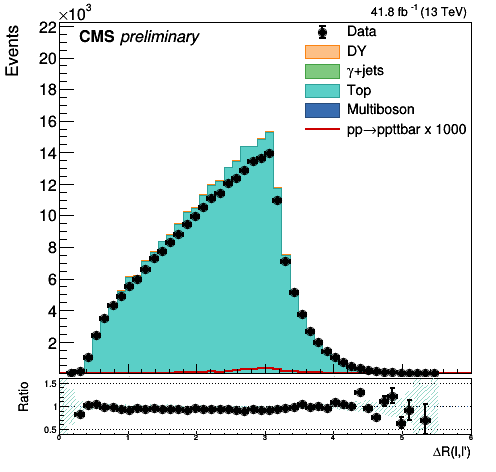 ×10³
41.8 fb⁻¹ (13 TeV)
Events
CMS preliminary
Data
DY
γ+jets
Top
Multiboson
pp→ppttbar x 1000
22
20
18
16
14
12
10
8
6
4
2
Ratio
1.5
1
0.5
0 1 2 3 4 5 6
ΔR(l,l')